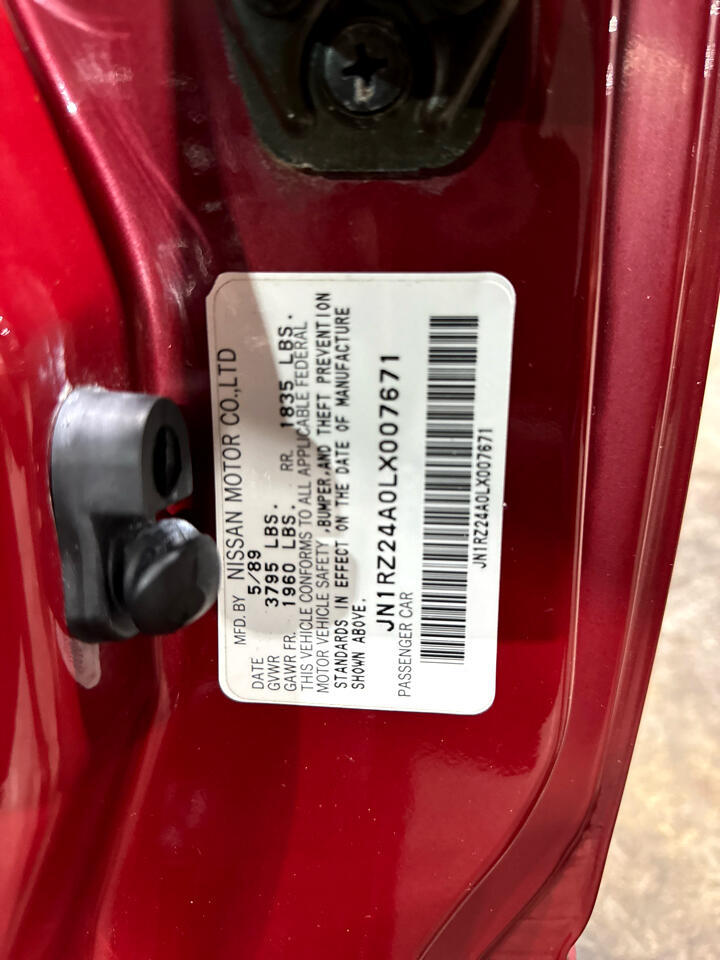 MFD. BY NISSAN MOTOR CO.,LTD
DATE 5/89
GVWR 3795 LBS.
GAWR FR. 1960 LBS. RR. 1835 LBS.
THIS VEHICLE CONFORMS TO ALL APPLICABLE FEDERAL
MOTOR VEHICLE SAFETY ,BUMPER,AND THEFT PREVENTION
STANDARDS IN EFFECT ON THE DATE OF MANUFACTURE
SHOWN ABOVE.
JN1RZ24A0LX007671
PASSENGER CAR
JN1RZ24A0LX007671